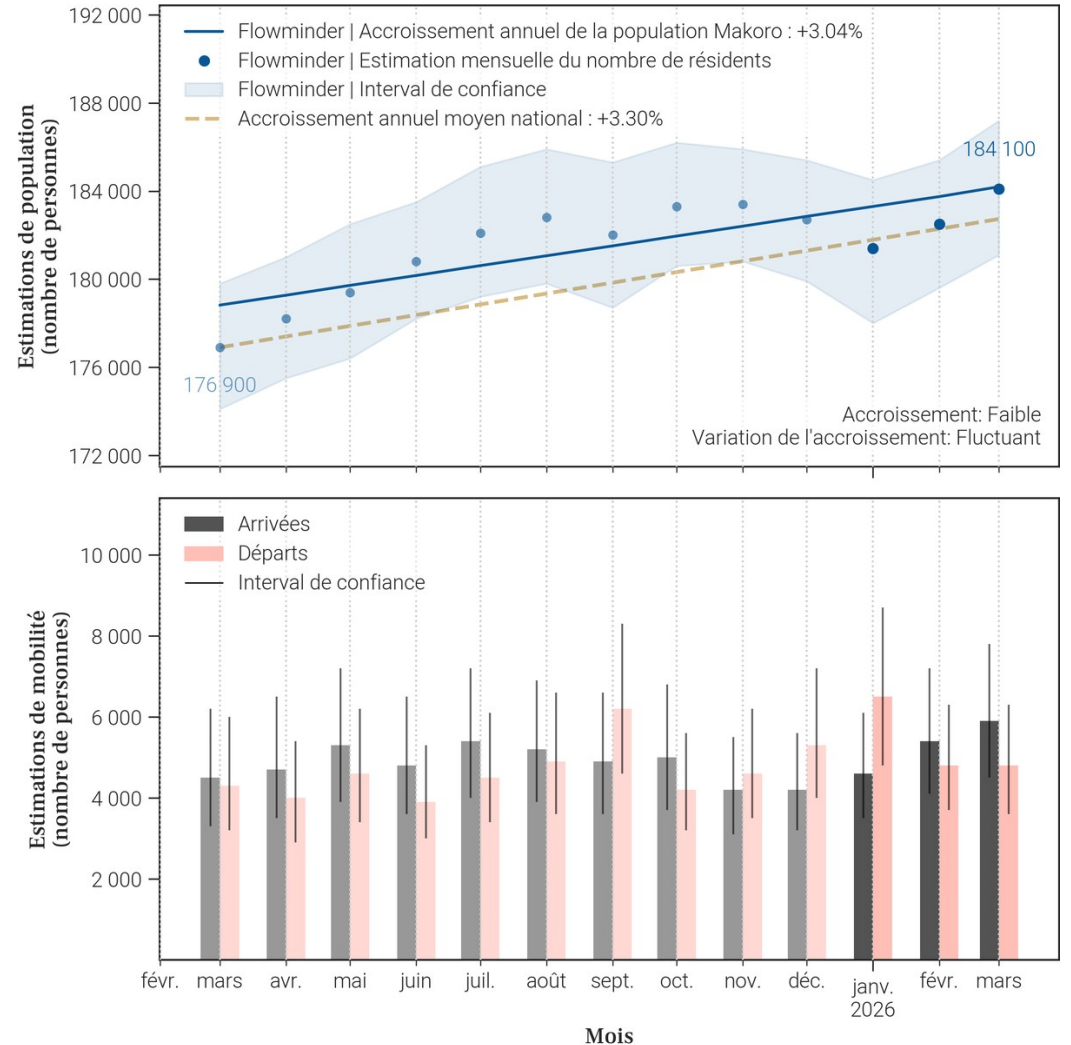 192 000
188 000
184 000
180 000
176 000
172 000
Estimations de population
(nombre de personnes)
Flowminder | Accroissement annuel de la population Makoro : +3.04%
Flowminder | Estimation mensuelle du nombre de résidents
Flowminder | Interval de confiance
Accroissement annuel moyen national : +3.30%
184 100
176 900
Accroissement: Faible
Variation de l'accroissement: Fluctuant
10 000
8 000
6 000
4 000
2 000
Estimations de mobilité
(nombre de personnes)
Arrivées
Départs
Interval de confiance
févr. mars avr. mai juin juil. août sept. oct. nov. déc. janv. févr. mars
2026
Mois